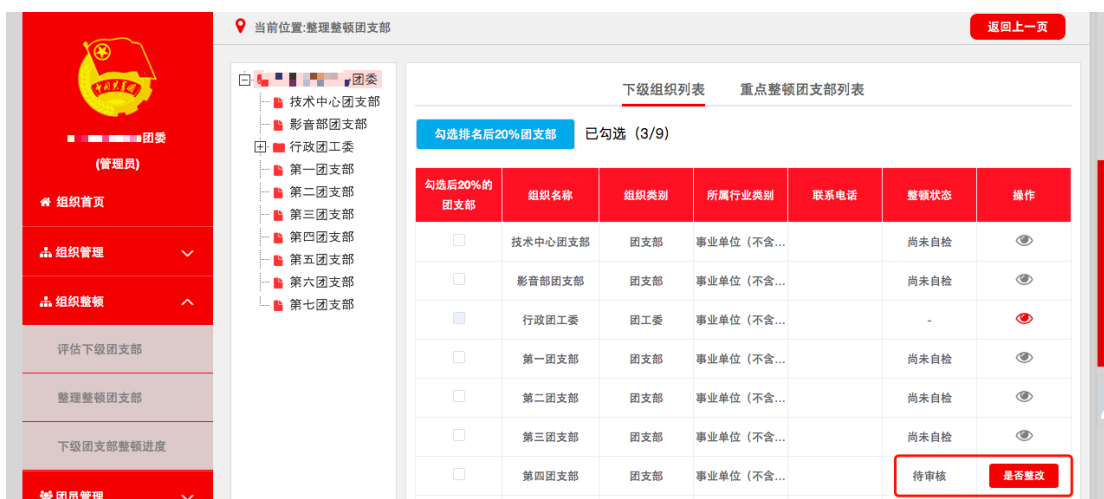 当前位置:整理整顿团支部
返回上一页
团委
(管理员)
组织首页
组织管理
组织整顿
评估下级团支部
整理整顿团支部
下级团支部整顿进度
团员管理
团委
技术中心团支部
影音部团支部
行政团工委
第一团支部
第二团支部
第三团支部
第四团支部
第五团支部
第六团支部
第七团支部
下级组织列表 重点整顿团支部列表
勾选排名后20%团支部 已勾选（3/9）
勾选后20%的
团支部 组织名称 组织类别 所属行业类别 联系电话 整顿状态 操作
技术中心团支部 团支部 事业单位（不含... 尚未自检
影音部团支部 团支部 事业单位（不含... 尚未自检
行政团工委 团工委 事业单位（不含... -
第一团支部 团支部 事业单位（不含... 尚未自检
第二团支部 团支部 事业单位（不含... 尚未自检
第三团支部 团支部 事业单位（不含... 尚未自检
第四团支部 团支部 事业单位（不含... 待审核 是否整改